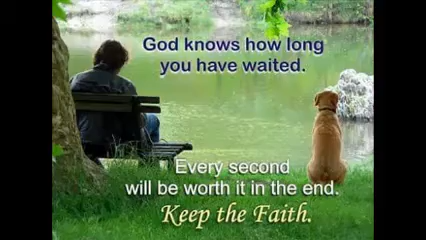 God knows how long
you have waited.
Every second
will be worth it in the end.
Keep the Faith.